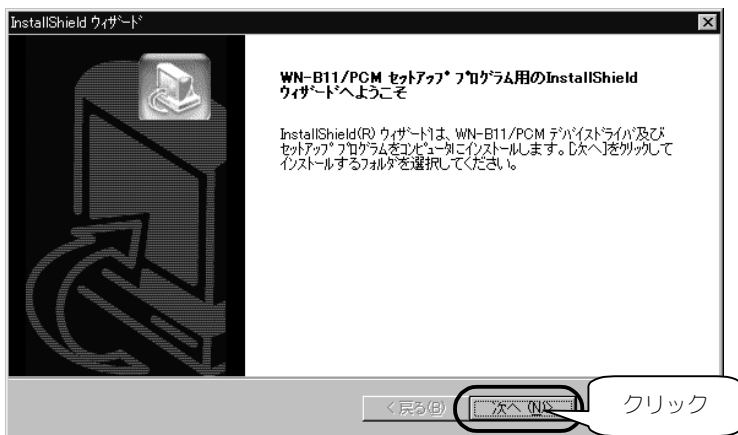 InstallShield ウィザード
WN-B11/PCM セットアップ プログラム用のInstallShield
ウィザードへようこそ
InstallShield(R) ウィザードは、WN-B11/PCM デバイスドライバ及び
セットアップ プログラムをコンピュータにインストールします。[次へ]をクリックして
インストールするフォルダを選択してください。
< 戻る(B)
次へ (N)>
クリック